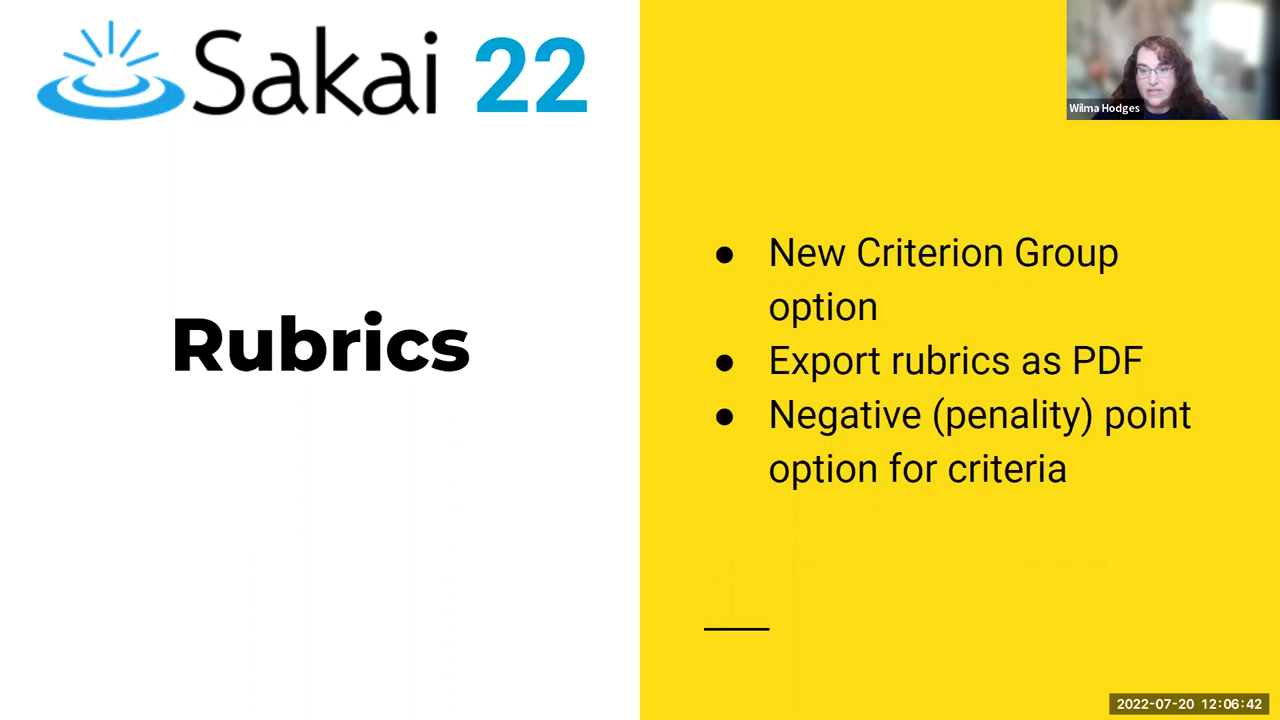 Sakai 22
Wilma Hodges
Rubrics
● New Criterion Group
option
● Export rubrics as PDF
● Negative (penality) point
option for criteria
2022-07-20 12:06:42